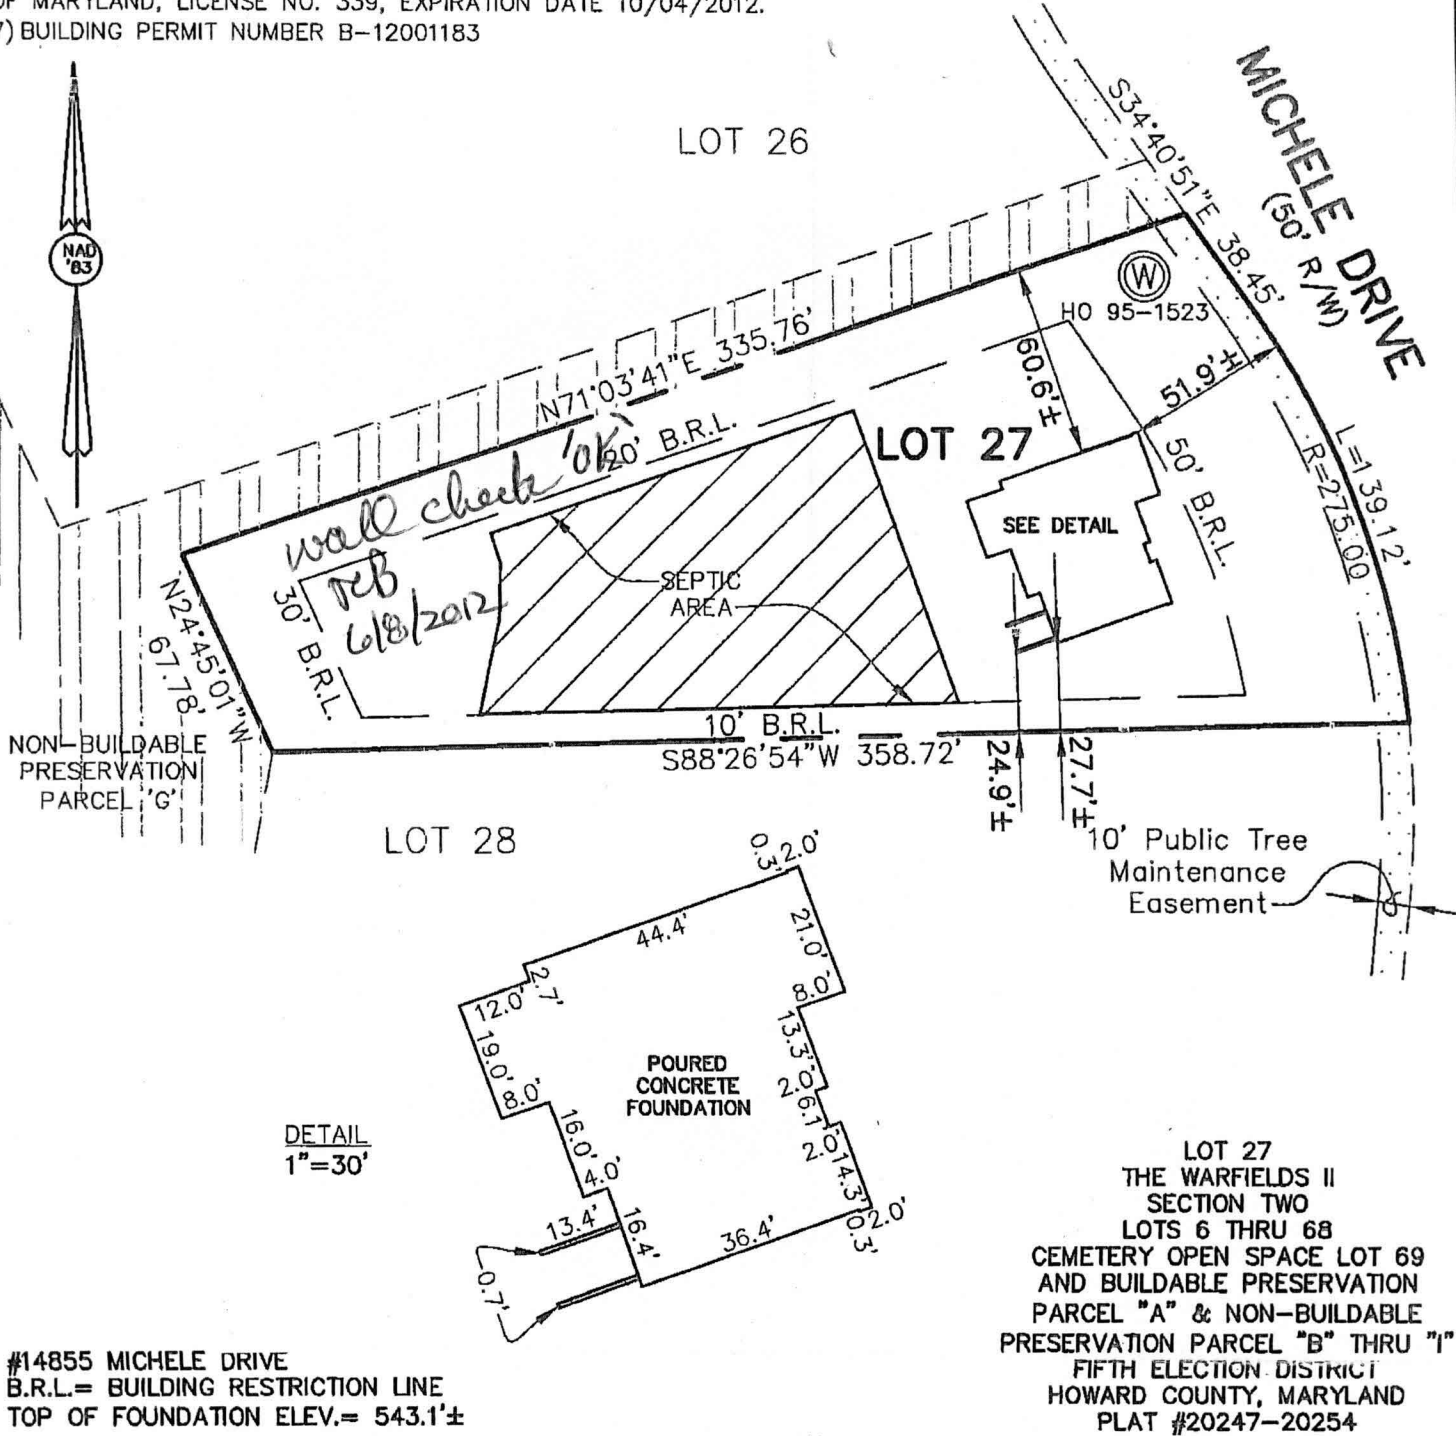 OF MARYLAND, LICENSE NO. 339, EXPIRATION DATE 10/04/2012.
7) BUILDING PERMIT NUMBER B-12001183
NAD
'83
LOT 26
S34°40'51"E 38.45'
MICHELE DRIVE
(50' R/W)
W
HO 95-1523
N71°03'41"E 335.76'
60.6'±
51.9'±
20' B.R.L.
wall check 'OK'
6/8/2012
LOT 27
50' B.R.L.
L=139.12'
R=275.00
SEE DETAIL
SEPTIC
AREA
30' B.R.L.
N24°45'01"W
67.78'
10' B.R.L.
S88°26'54"W 358.72'
24.9'±
27.7'±
NON-BUILDABLE
PRESERVATION
PARCEL 'G'
LOT 28
10' Public Tree
Maintenance
Easement
0.3'
2.0'
44.4'
21.0'
2.7'
12.0'
8.0'
19.0'
13.3'
8.0'
2.0'
6.1'
16.0'
2.0'
14.3'
4.0'
13.4'
16.4'
36.4'
2.0'
0.3'
0.7'
POURED
CONCRETE
FOUNDATION
DETAIL
1"=30'
LOT 27
THE WARFIELDS II
SECTION TWO
LOTS 6 THRU 68
CEMETERY OPEN SPACE LOT 69
AND BUILDABLE PRESERVATION
PARCEL "A" & NON-BUILDABLE
PRESERVATION PARCEL "B" THRU "I"
FIFTH ELECTION DISTRICT
HOWARD COUNTY, MARYLAND
PLAT #20247-20254
#14855 MICHELE DRIVE
B.R.L.= BUILDING RESTRICTION LINE
TOP OF FOUNDATION ELEV.= 543.1'±